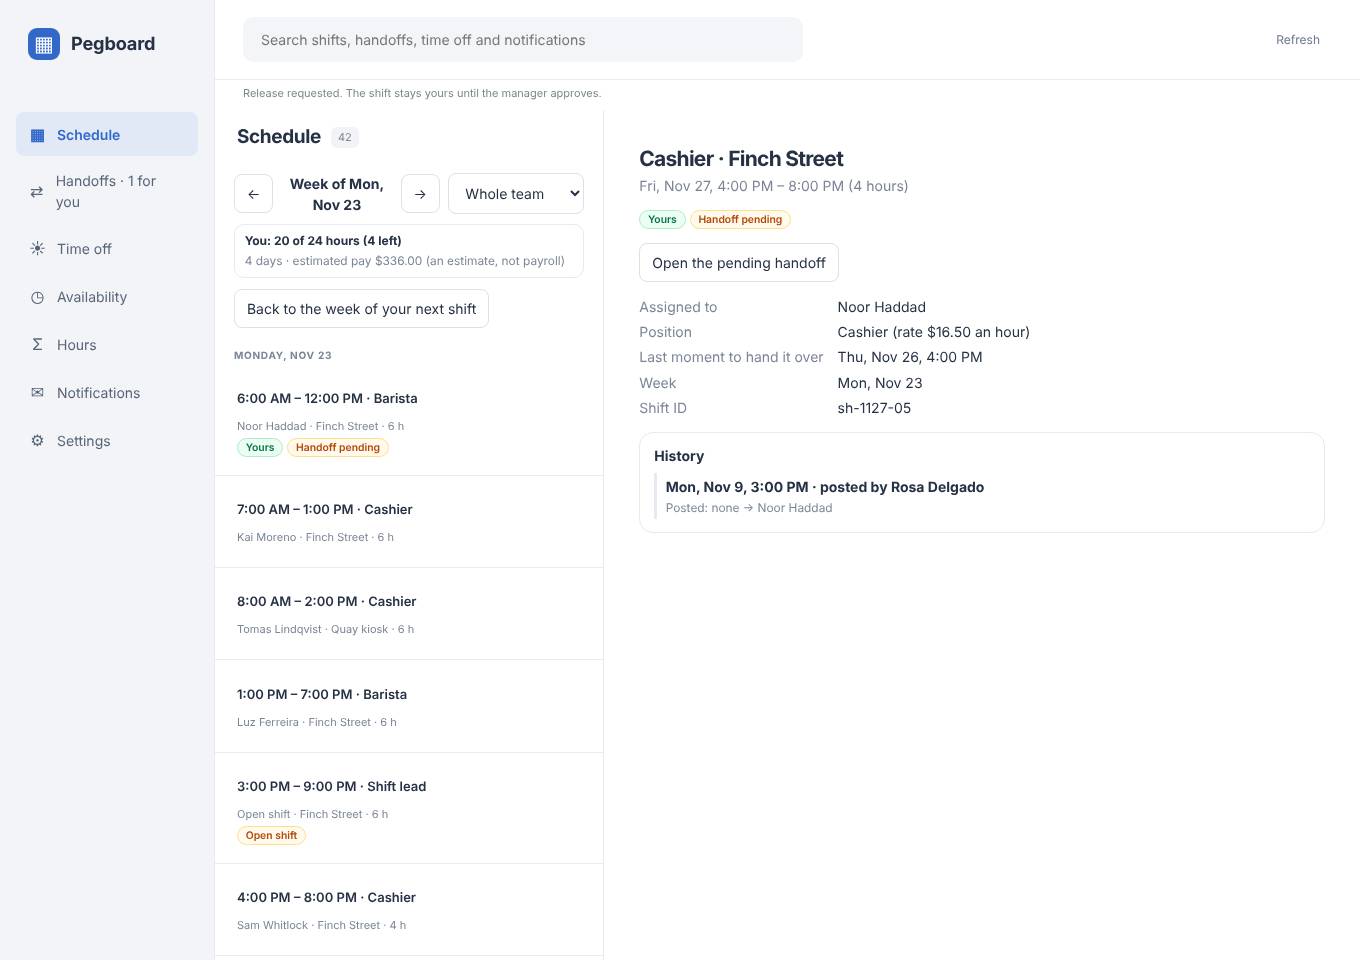 Pegboard
Search shifts, handoffs, time off and notifications
Refresh
Release requested. The shift stays yours until the manager approves.
Schedule
Handoffs · 1 for
you
Time off
Availability
Hours
Notifications
Settings
Schedule 42
← Week of Mon,
Nov 23 → Whole team
You: 20 of 24 hours (4 left)
4 days · estimated pay $336.00 (an estimate, not payroll)
Back to the week of your next shift
MONDAY, NOV 23
6:00 AM – 12:00 PM · Barista
Noor Haddad · Finch Street · 6 h
Yours Handoff pending
7:00 AM – 1:00 PM · Cashier
Kai Moreno · Finch Street · 6 h
8:00 AM – 2:00 PM · Cashier
Tomas Lindqvist · Quay kiosk · 6 h
1:00 PM – 7:00 PM · Barista
Luz Ferreira · Finch Street · 6 h
3:00 PM – 9:00 PM · Shift lead
Open shift · Finch Street · 6 h
Open shift
4:00 PM – 8:00 PM · Cashier
Sam Whitlock · Finch Street · 4 h
Cashier · Finch Street
Fri, Nov 27, 4:00 PM – 8:00 PM (4 hours)
Yours Handoff pending
Open the pending handoff
Assigned to Noor Haddad
Position Cashier (rate $16.50 an hour)
Last moment to hand it over Thu, Nov 26, 4:00 PM
Week Mon, Nov 23
Shift ID sh-1127-05
History
Mon, Nov 9, 3:00 PM · posted by Rosa Delgado
Posted: none → Noor Haddad